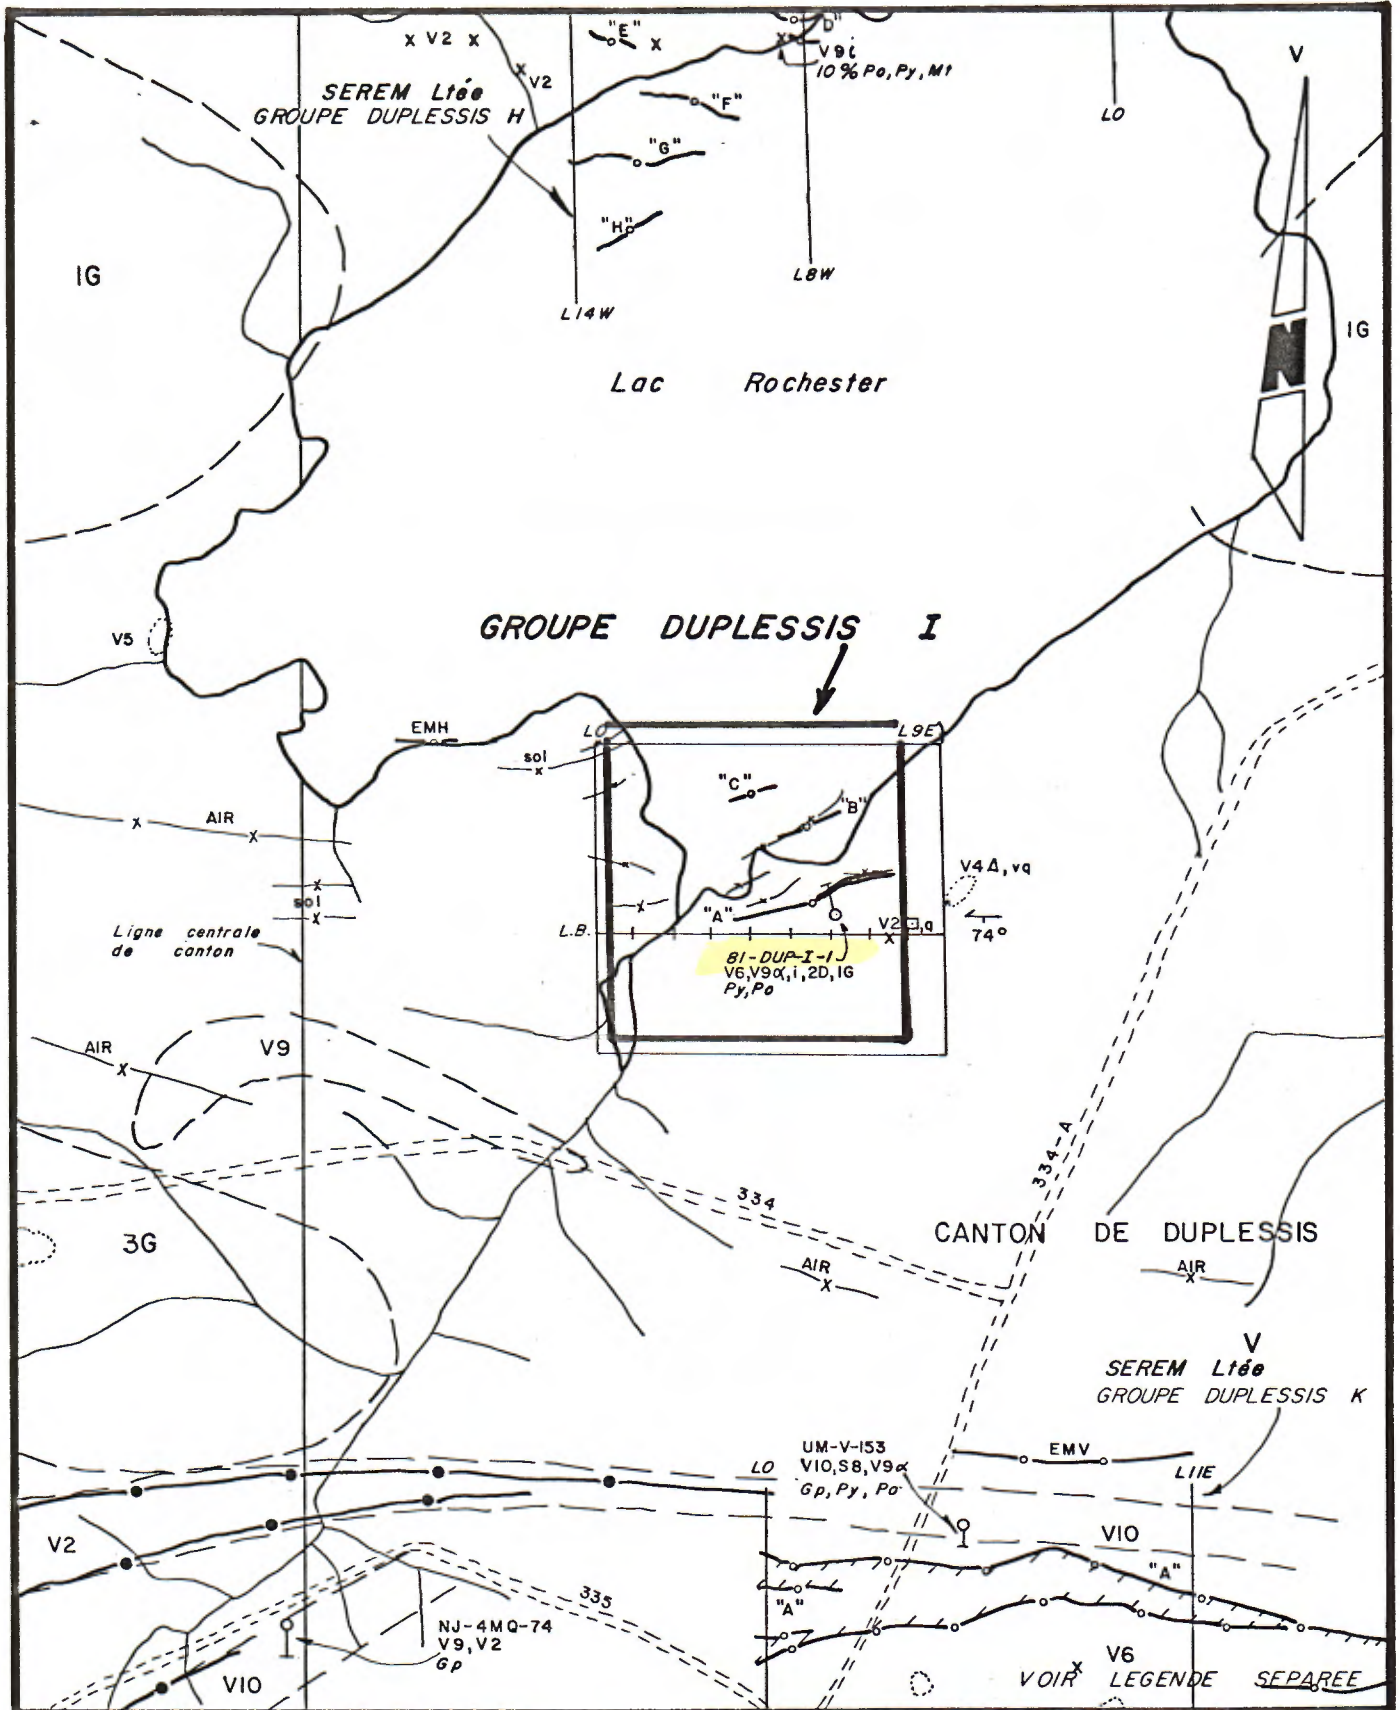 x V2 x
"E"
x
"D"
V9i
10% Po, Py, Mt
V
V2
SEREM Ltée
GROUPE DUPLESSIS H
"F"
LO
"G"
"H"
1G
L8W
L14W
N
1G
Lac Rochester
GROUPE DUPLESSIS I
V5
EMH
LO
L9E
sol
"C"
"B"
AIR
V4Δ, vq
sol
"A"
V2 ,q
74°
Ligne centrale
de canton
L.B.
81-DUP-I-1
V6,V9α,i,2D,1G
Py,Po
AIR
V9
334-A
334
3G
CANTON DE DUPLESSIS
AIR
AIR
V
SEREM Ltée
GROUPE DUPLESSIS K
UM-V-153
V10,S8,V9α
Gp, Py, Po
EMV
LO
L11E
V2
V10
"A"
335
"A"
NJ-4MQ-74
V9,V2
Gp
V6
V10
VOIR LEGENDE SEPAREE